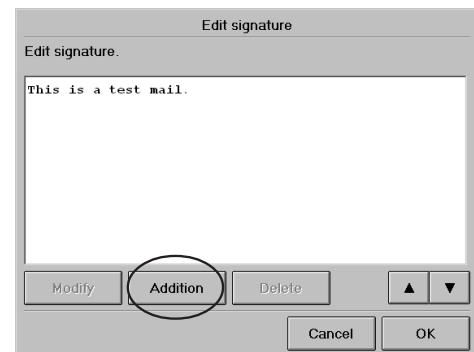 Edit signature
Edit signature.
This is a test mail.
Modify Addition Delete ▲ ▼
Cancel OK